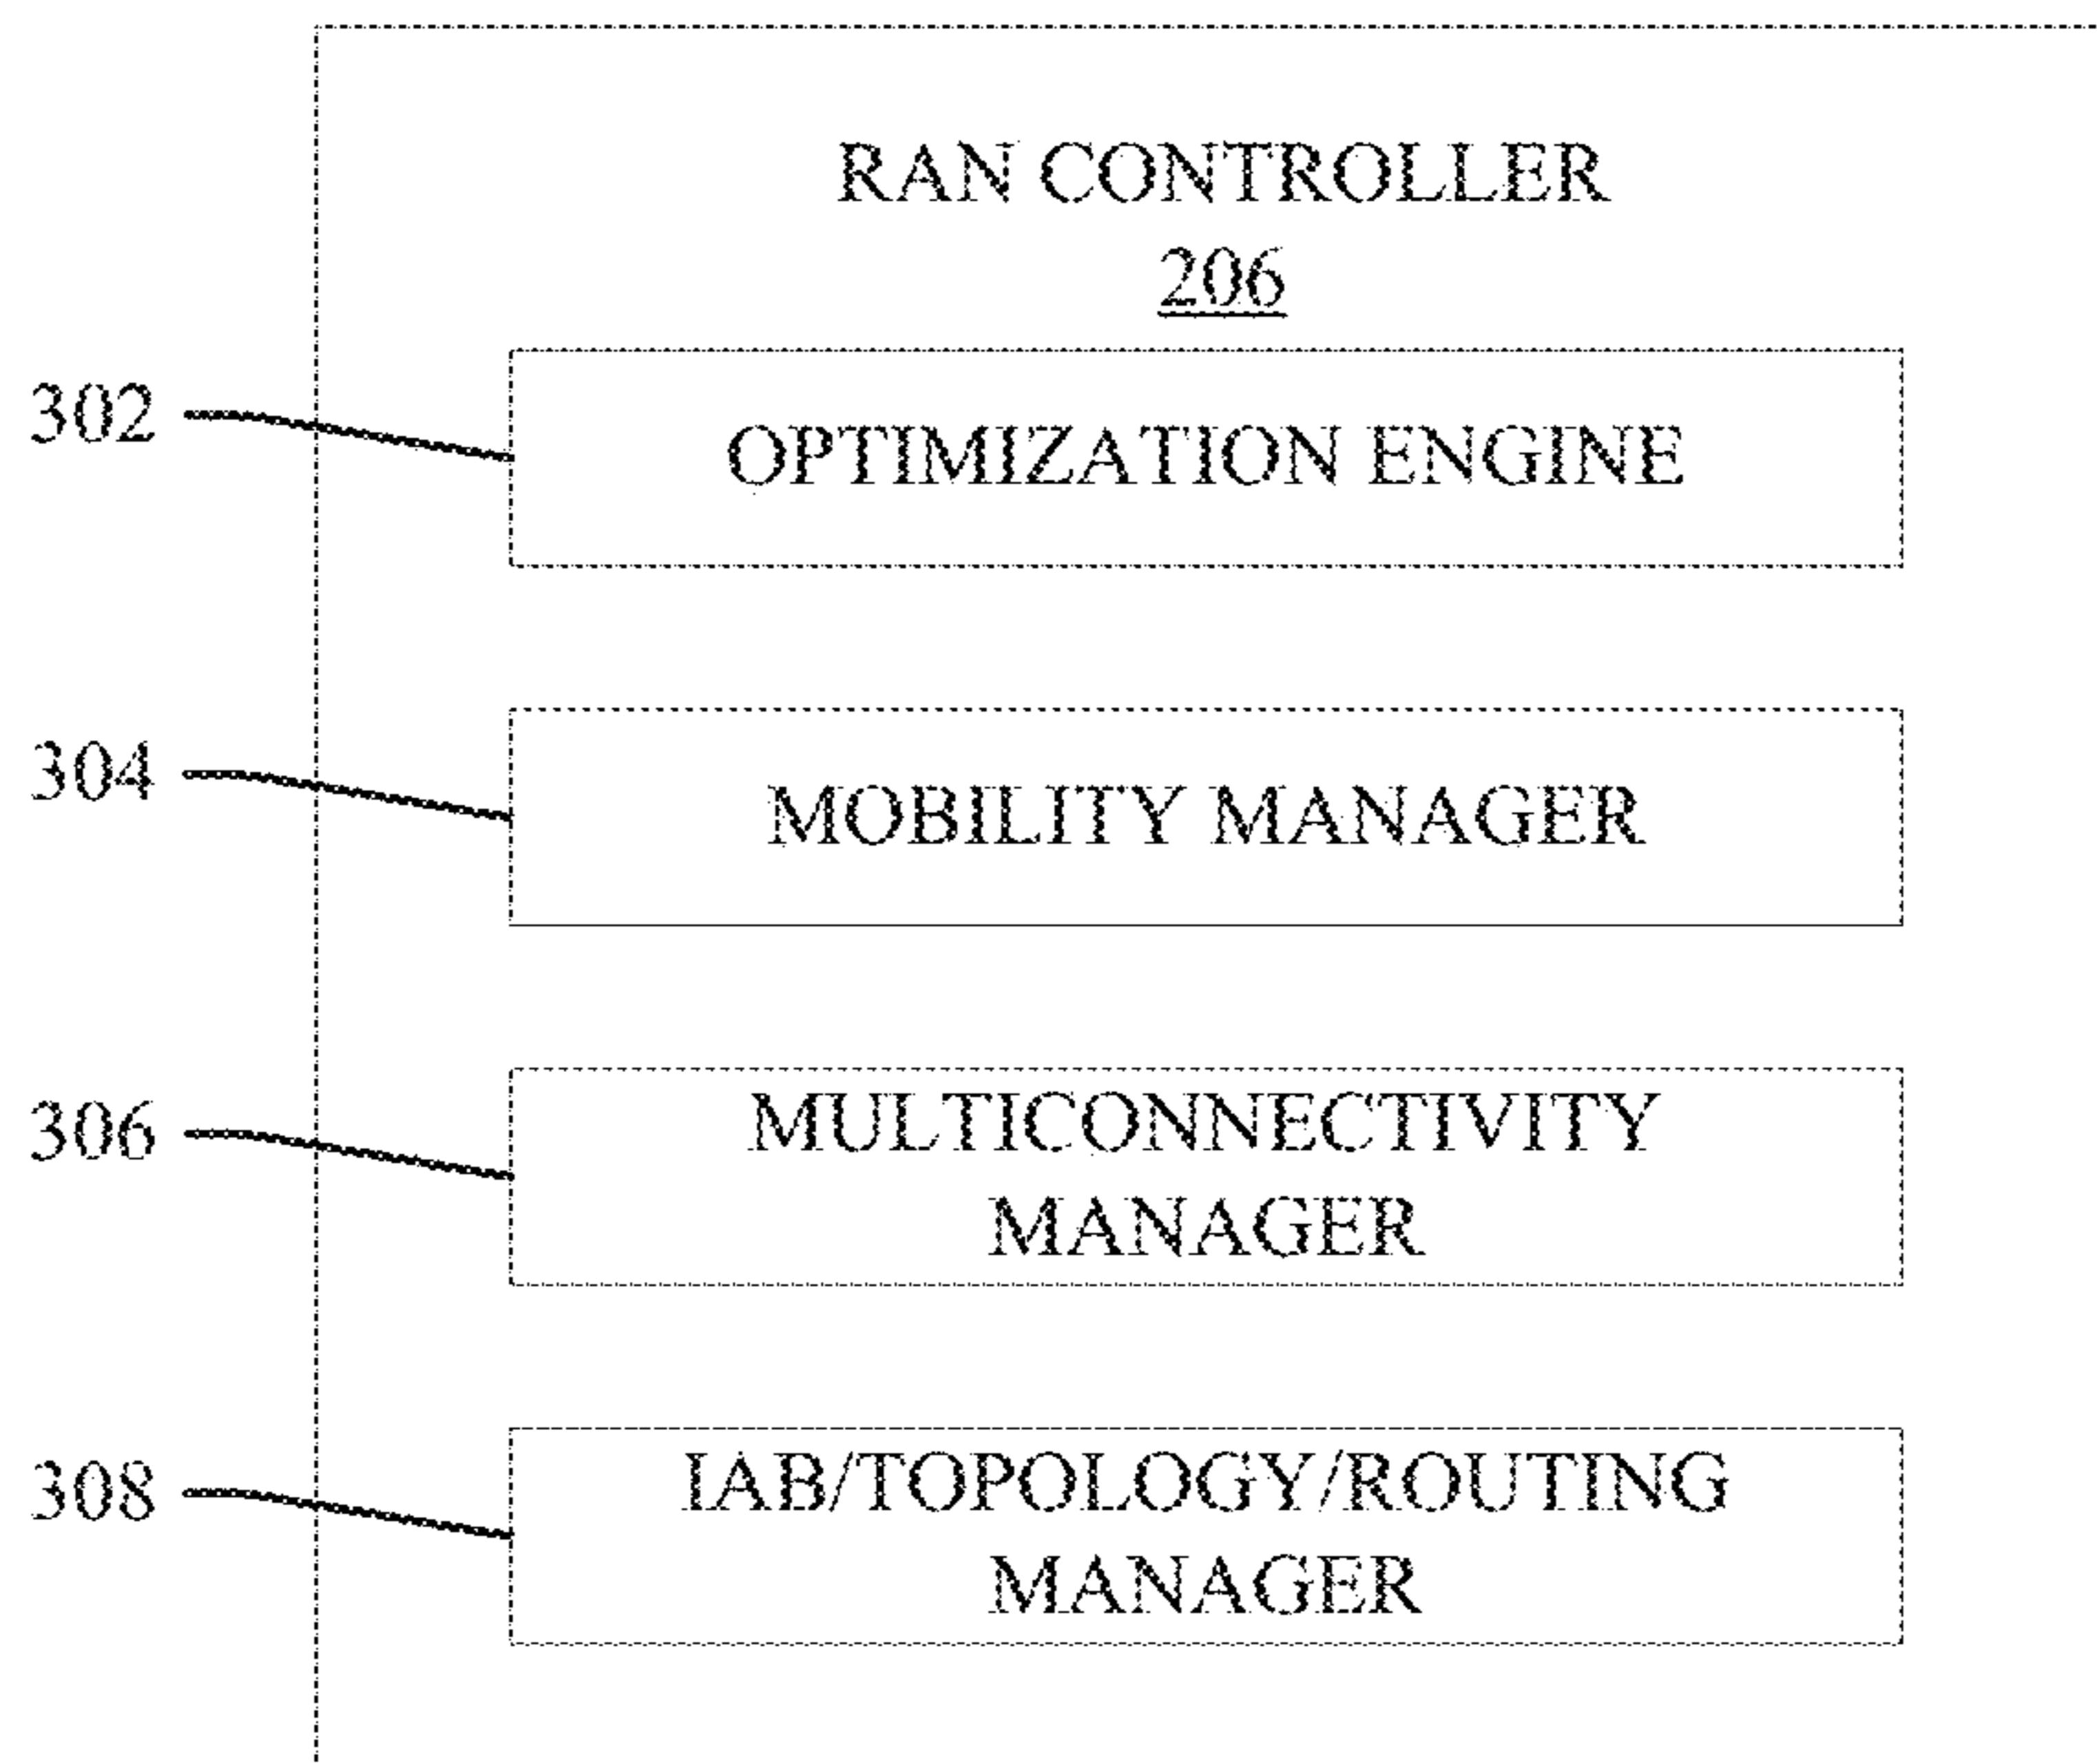 RAN CONTROLLER
206
302
OPTIMIZATION ENGINE
304
MOBILITY MANAGER
306
MULTICONNECTIVITY
MANAGER
308
IAB/TOPOLOGY/ROUTING
MANAGER